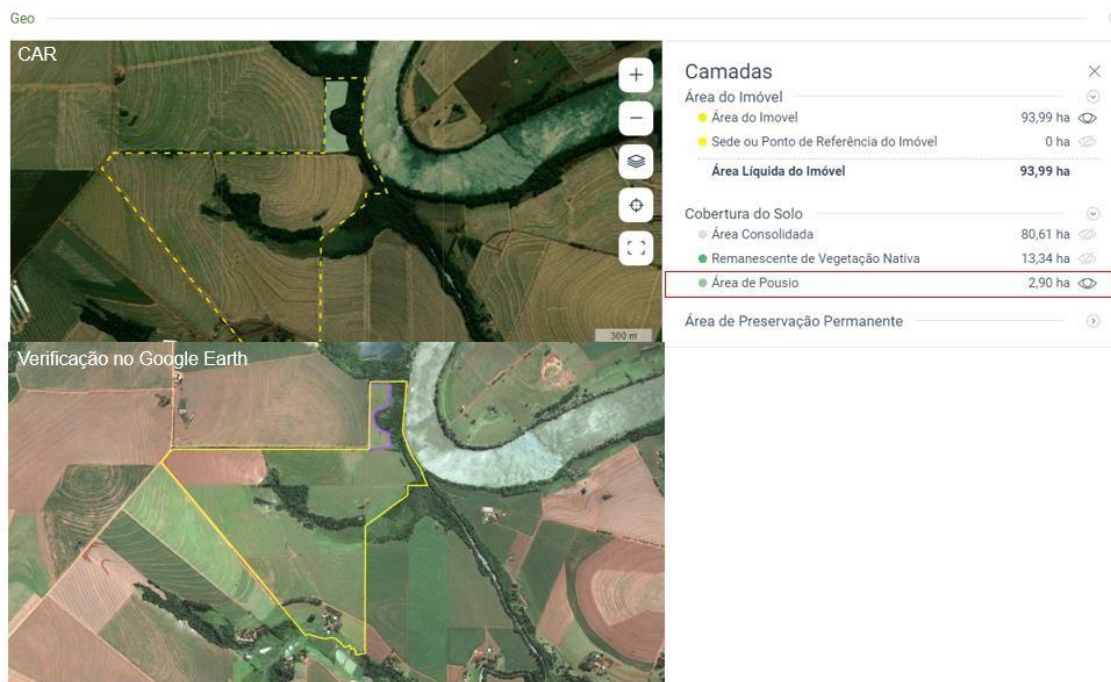 Geo
CAR
Camadas
Área do Imóvel
Área do Imovel 93,99 ha
Sede ou Ponto de Referência do Imóvel 0 ha
Área Líquida do Imóvel 93,99 ha
Cobertura do Solo
Área Consolidada 80,61 ha
Remanescente de Vegetação Nativa 13,34 ha
Área de Pousio 2,90 ha
Área de Preservação Permanente
300 m
Verificação no Google Earth